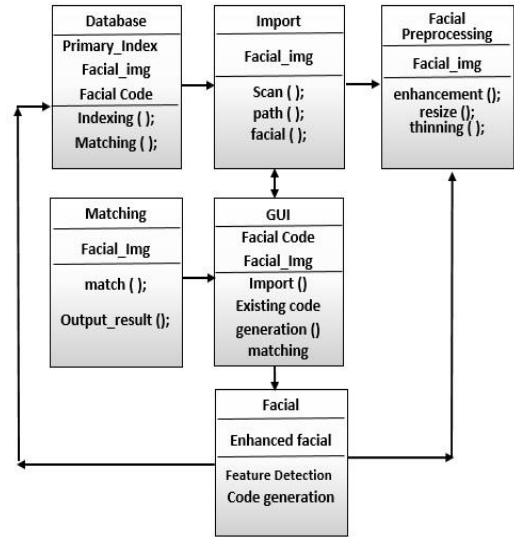 Database
Primary_Index
Facial_img
Facial Code
Indexing ( );
Matching ( );
Import
Facial_img
Scan ( );
path ( );
facial ( );
Facial
Preprocessing
Facial_img
enhancement ();
resize ();
thinning ( );
Matching
Facial_Img
match ( );
Output_result ();
GUI
Facial Code
Facial_Img
Import ()
Existing code
generation ()
matching
Facial
Enhanced facial
Feature Detection
Code generation